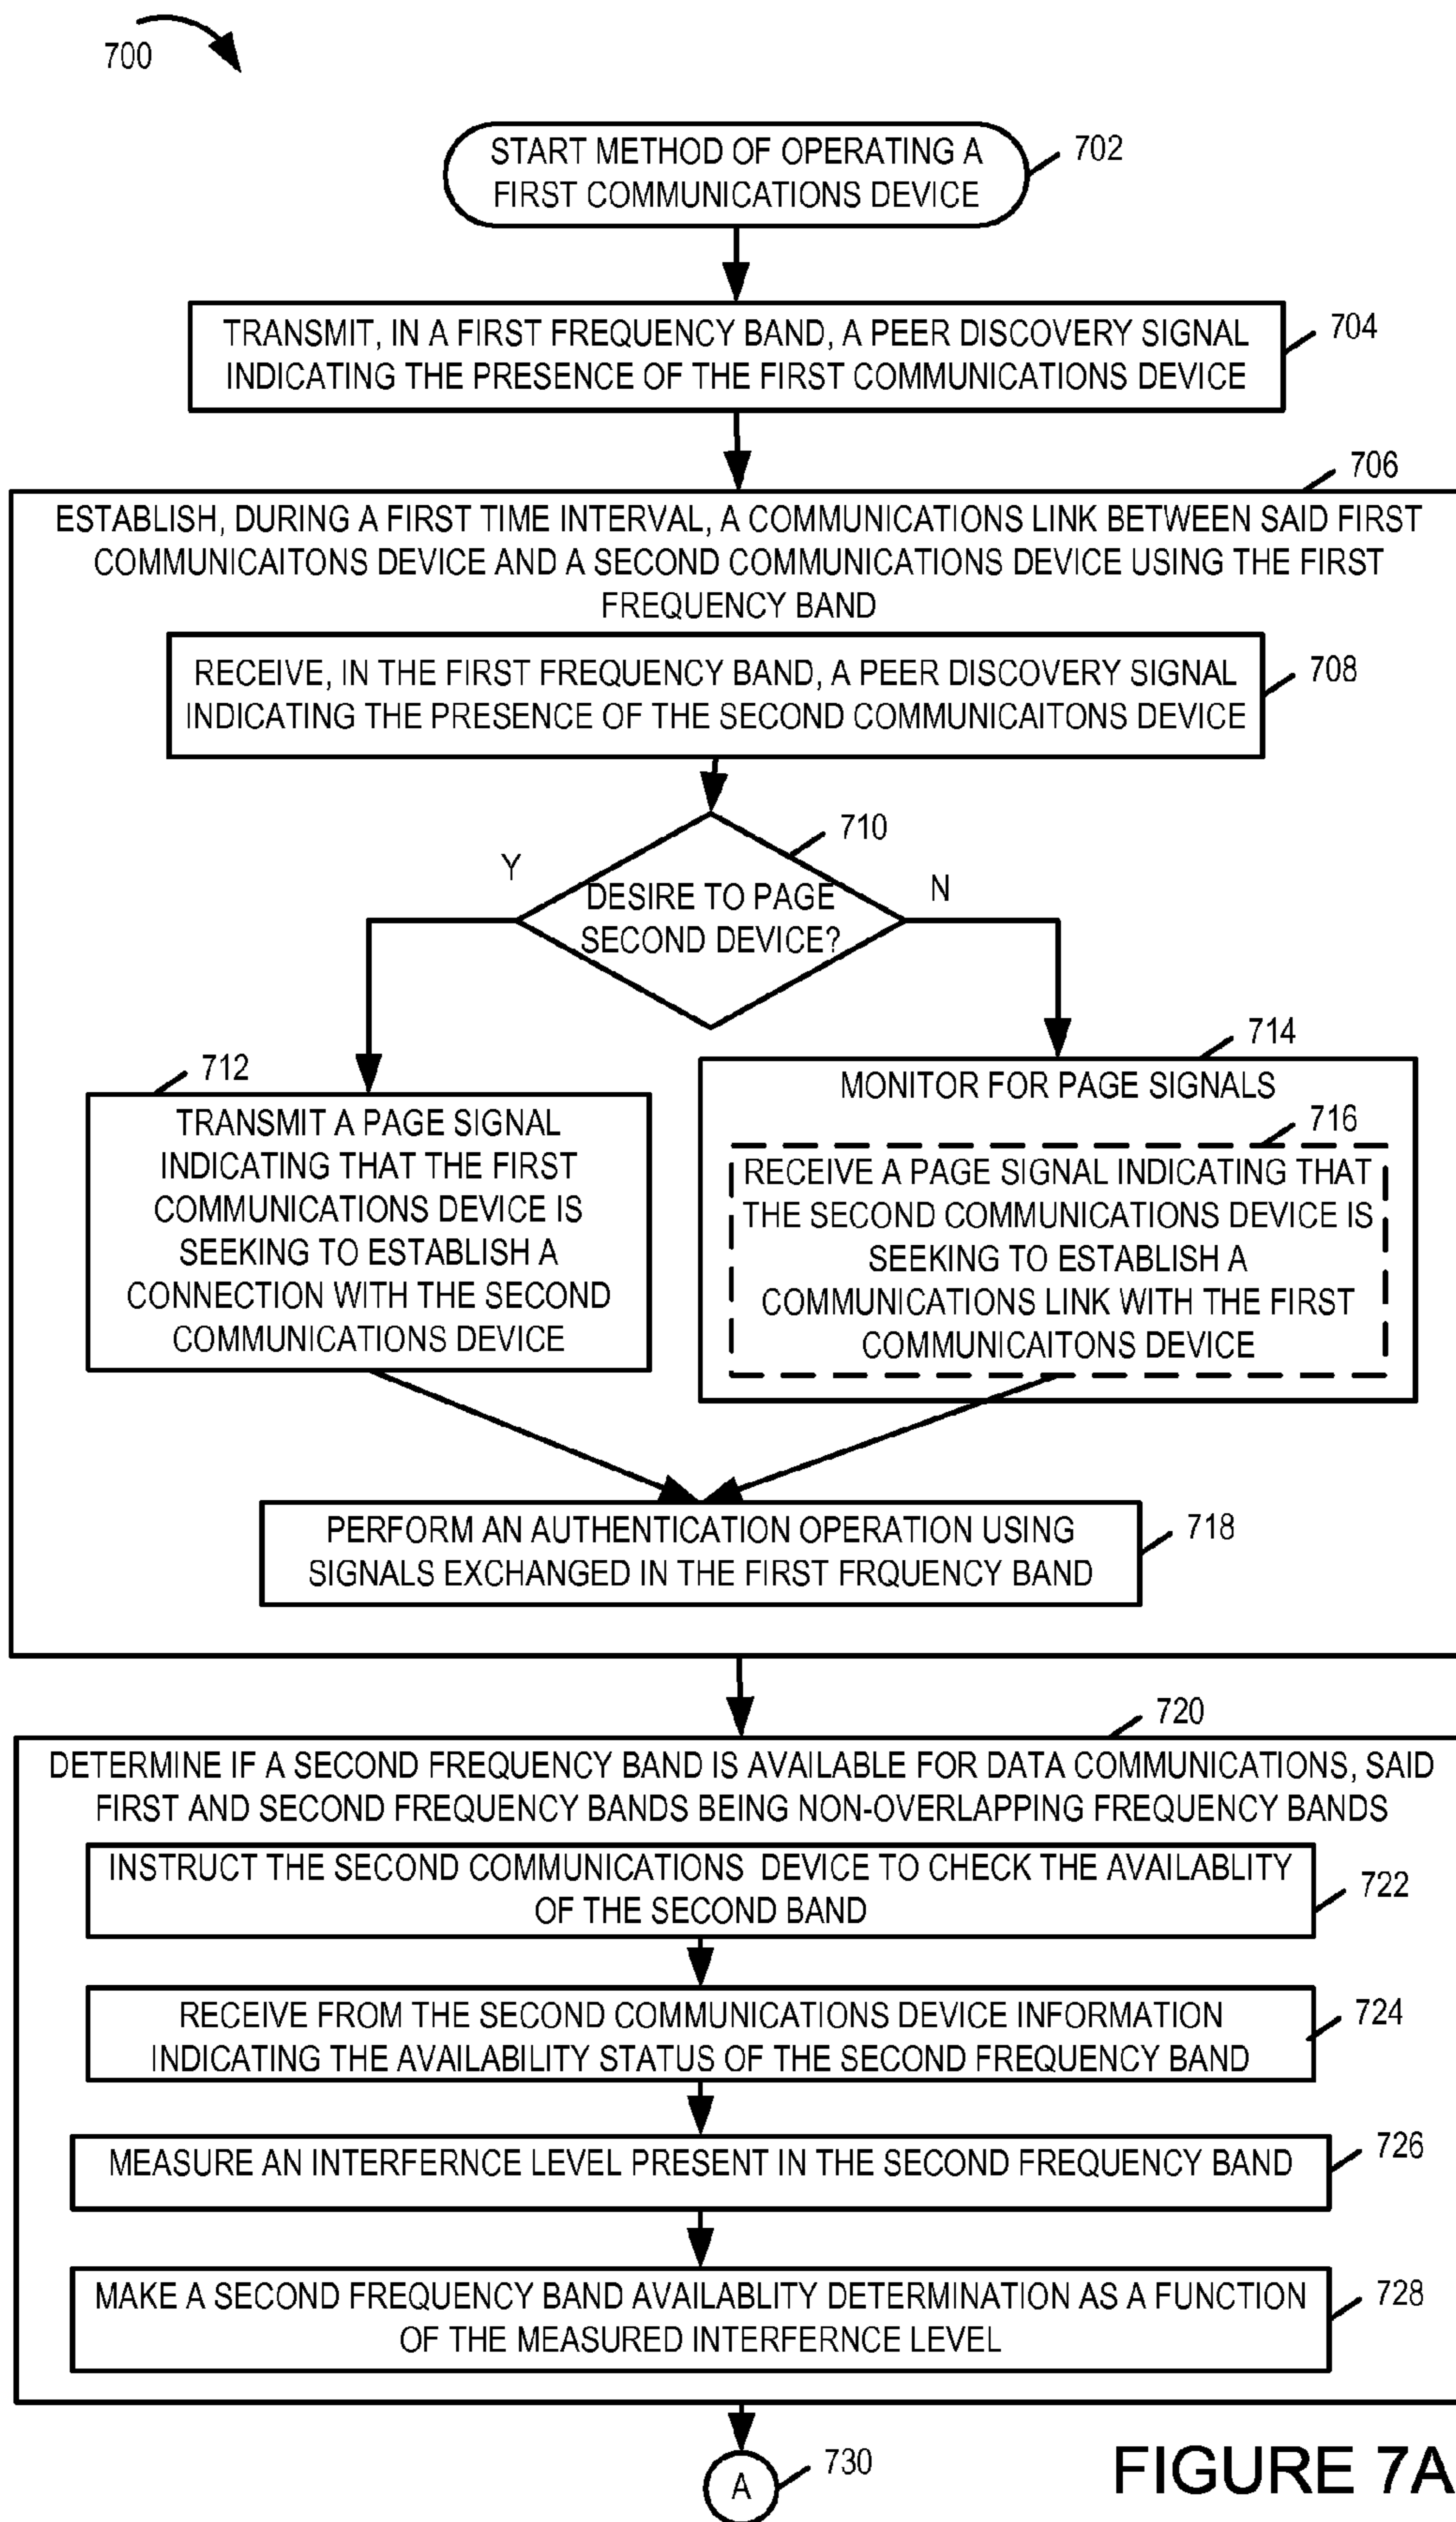 700
START METHOD OF OPERATING A
FIRST COMMUNICATIONS DEVICE
702
TRANSMIT, IN A FIRST FREQUENCY BAND, A PEER DISCOVERY SIGNAL
INDICATING THE PRESENCE OF THE FIRST COMMUNICATIONS DEVICE
704
706
ESTABLISH, DURING A FIRST TIME INTERVAL, A COMMUNICATIONS LINK BETWEEN SAID FIRST
COMMUNICAITONS DEVICE AND A SECOND COMMUNICATIONS DEVICE USING THE FIRST
FREQUENCY BAND
RECEIVE, IN THE FIRST FREQUENCY BAND, A PEER DISCOVERY SIGNAL
INDICATING THE PRESENCE OF THE SECOND COMMUNICAITONS DEVICE
708
710
Y
N
DESIRE TO PAGE
SECOND DEVICE?
712
TRANSMIT A PAGE SIGNAL
INDICATING THAT THE FIRST
COMMUNICATIONS DEVICE IS
SEEKING TO ESTABLISH A
CONNECTION WITH THE SECOND
COMMUNICATIONS DEVICE
714
MONITOR FOR PAGE SIGNALS
716
RECEIVE A PAGE SIGNAL INDICATING THAT
THE SECOND COMMUNICATIONS DEVICE IS
SEEKING TO ESTABLISH A
COMMUNICATIONS LINK WITH THE FIRST
COMMUNICAITONS DEVICE
PERFORM AN AUTHENTICATION OPERATION USING
SIGNALS EXCHANGED IN THE FIRST FRQUENCY BAND
718
720
DETERMINE IF A SECOND FREQUENCY BAND IS AVAILABLE FOR DATA COMMUNICATIONS, SAID
FIRST AND SECOND FREQUENCY BANDS BEING NON-OVERLAPPING FREQUENCY BANDS
INSTRUCT THE SECOND COMMUNICATIONS DEVICE TO CHECK THE AVAILABLITY
OF THE SECOND BAND
722
RECEIVE FROM THE SECOND COMMUNICATIONS DEVICE INFORMATION
INDICATING THE AVAILABILITY STATUS OF THE SECOND FREQUENCY BAND
724
MEASURE AN INTERFERNCE LEVEL PRESENT IN THE SECOND FREQUENCY BAND
726
MAKE A SECOND FREQUENCY BAND AVAILABLITY DETERMINATION AS A FUNCTION
OF THE MEASURED INTERFERNCE LEVEL
728
A
730
FIGURE 7A